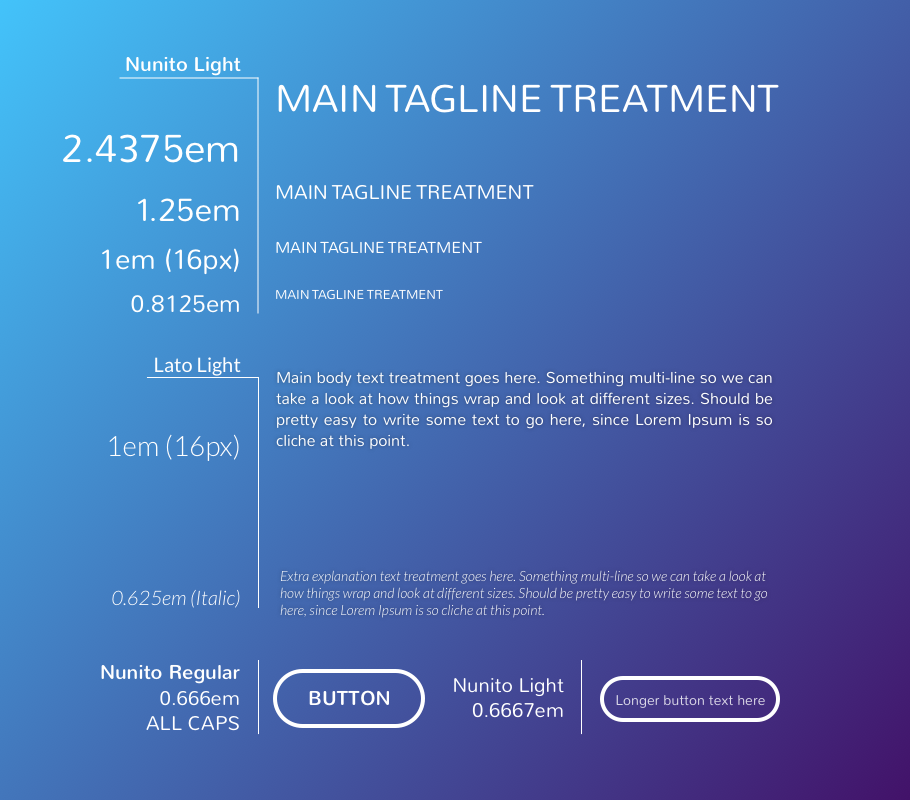 Nunito Light
MAIN TAGLINE TREATMENT
2.4375em
MAIN TAGLINE TREATMENT
1.25em
MAIN TAGLINE TREATMENT
1em (16px)
MAIN TAGLINE TREATMENT
0.8125em
Lato Light
Main body text treatment goes here. Something multi-line so we can
take a look at how things wrap and look at different sizes. Should be
pretty easy to write some text to go here, since Lorem Ipsum is so
cliche at this point.
1em (16px)
Extra explanation text treatment goes here. Something multi-line so we can take a look at
how things wrap and look at different sizes. Should be pretty easy to write some text to go
here, since Lorem Ipsum is so cliche at this point.
0.625em (Italic)
Nunito Regular
0.666em
ALL CAPS
BUTTON
Nunito Light
0.6667em
Longer button text here